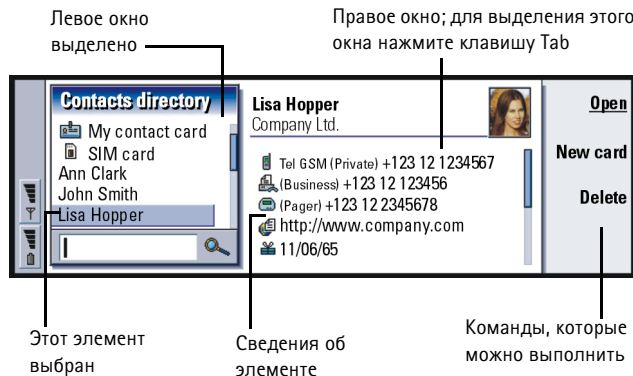 Левое окно
выделено
Правое окно; для выделения этого
окна нажмите клавишу Tab
Contacts directory
My contact card
SIM card
Ann Clark
John Smith
Lisa Hopper
Lisa Hopper
Company Ltd.
Tel GSM (Private) +123 12 1234567
(Business) +123 12 123456
(Pager) +123 12 2345678
http://www.company.com
11/06/65
Open
New card
Delete
Этот элемент
выбран
Сведения об
элементе
Команды, которые
можно выполнить